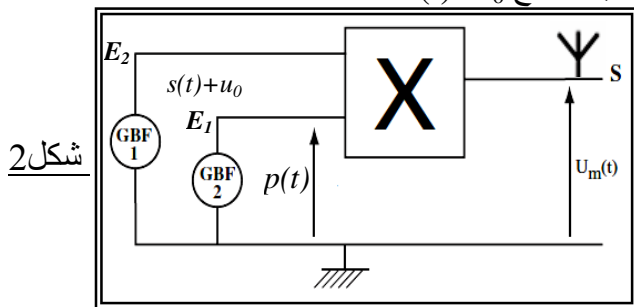 (t)
E₂
s(t)+u₀
E₁
GBF 1
شكل2
GBF 2
p(t)
X
S
Uₘ(t)